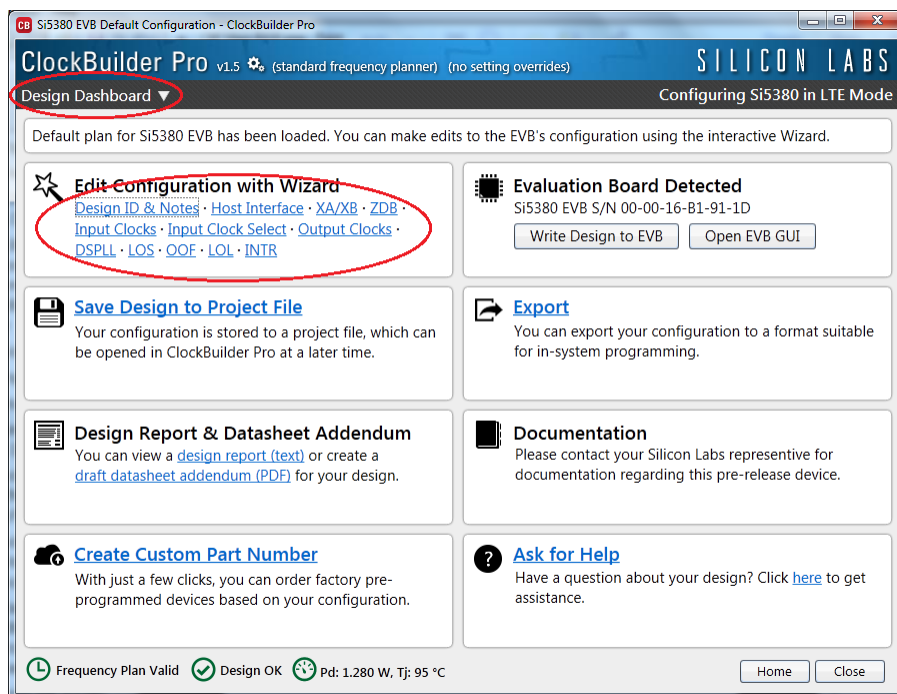 CB Si5380 EVB Default Configuration - ClockBuilder Pro
ClockBuilder Pro v1.5 (standard frequency planner) (no setting overrides) SILICON LABS
Design Dashboard ▼ Configuring Si5380 in LTE Mode
Default plan for Si5380 EVB has been loaded. You can make edits to the EVB's configuration using the interactive Wizard.
Edit Configuration with Wizard
Design ID & Notes · Host Interface · XA/XB · ZDB ·
Input Clocks · Input Clock Select · Output Clocks ·
DSPLL · LOS · OOF · LOL · INTR
Evaluation Board Detected
Si5380 EVB S/N 00-00-16-B1-91-1D
Write Design to EVB Open EVB GUI
Save Design to Project File
Your configuration is stored to a project file, which can
be opened in ClockBuilder Pro at a later time.
Export
You can export your configuration to a format suitable
for in-system programming.
Design Report & Datasheet Addendum
You can view a design report (text) or create a
draft datasheet addendum (PDF) for your design.
Documentation
Please contact your Silicon Labs representive for
documentation regarding this pre-release device.
Create Custom Part Number
With just a few clicks, you can order factory pre-
programmed devices based on your configuration.
? Ask for Help
Have a question about your design? Click here to get
assistance.
Frequency Plan Valid Design OK Pd: 1.280 W, Tj: 95 °C Home Close